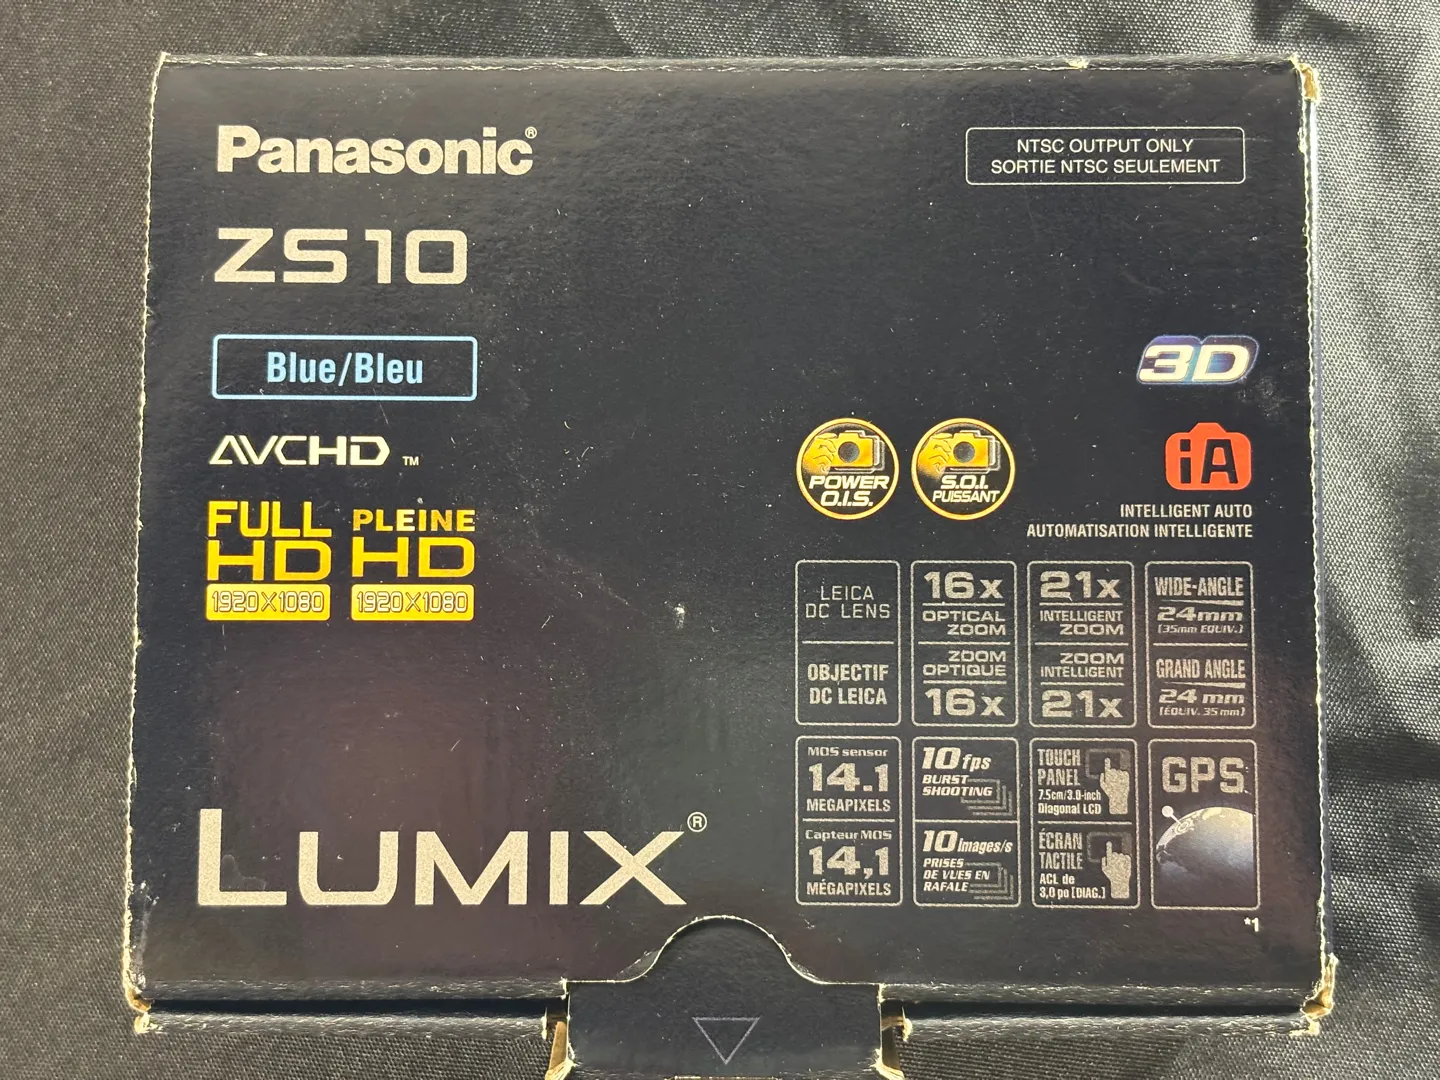 Panasonic®
NTSC OUTPUT ONLY
SORTIE NTSC SEULEMENT
ZS10
Blue/Bleu
3D
AVCHD™
POWER
O.I.S.
S.O.I.
PUISSANT
iA
INTELLIGENT AUTO
AUTOMATISATION INTELLIGENTE
FULL
HD
1920X1080
PLEINE
HD
1920X1080
LEICA
DC LENS
OBJECTIF
DC LEICA
16x
OPTICAL
ZOOM
ZOOM
OPTIQUE
16x
21x
INTELLIGENT
ZOOM
ZOOM
INTELLIGENT
21x
WIDE-ANGLE
24mm
(35mm EQUIV.)
GRAND ANGLE
24 mm
(ÉQUIV. 35 mm)
MOS sensor
14.1
MEGAPIXELS
Capteur MOS
14,1
MÉGAPIXELS
10 fps
BURST
SHOOTING
10 Images/s
PRISES
DE VUES EN
RAFALE
TOUCH
PANEL
7.5cm/3.0-inch
Diagonal LCD
ÉCRAN
TACTILE
ACL de
3,0 po [DIAG.]
GPS
*1
LUMIX®